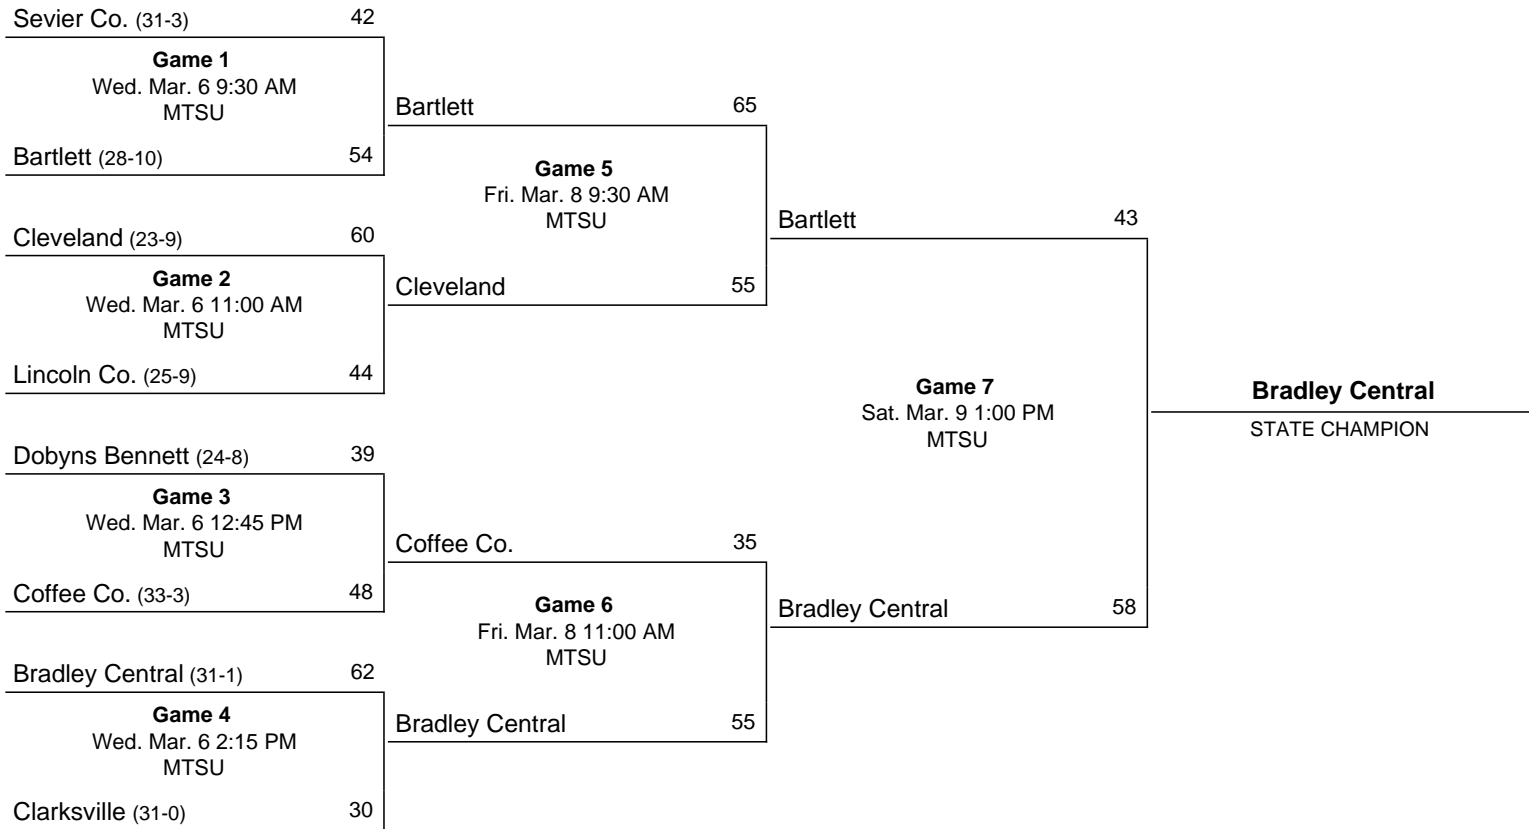 Sevier Co. (31-3) 42
Game 1
Wed. Mar. 6 9:30 AM
MTSU
Bartlett (28-10) 54
Cleveland (23-9) 60
Game 2
Wed. Mar. 6 11:00 AM
MTSU
Lincoln Co. (25-9) 44
Dobyns Bennett (24-8) 39
Game 3
Wed. Mar. 6 12:45 PM
MTSU
Coffee Co. (33-3) 48
Bradley Central (31-1) 62
Game 4
Wed. Mar. 6 2:15 PM
MTSU
Clarksville (31-0) 30
Bartlett 65
Game 5
Fri. Mar. 8 9:30 AM
MTSU
Cleveland 55
Coffee Co. 35
Game 6
Fri. Mar. 8 11:00 AM
MTSU
Bradley Central 55
Bartlett 43
Game 7
Sat. Mar. 9 1:00 PM
MTSU
Bradley Central 58
Bradley Central
STATE CHAMPION